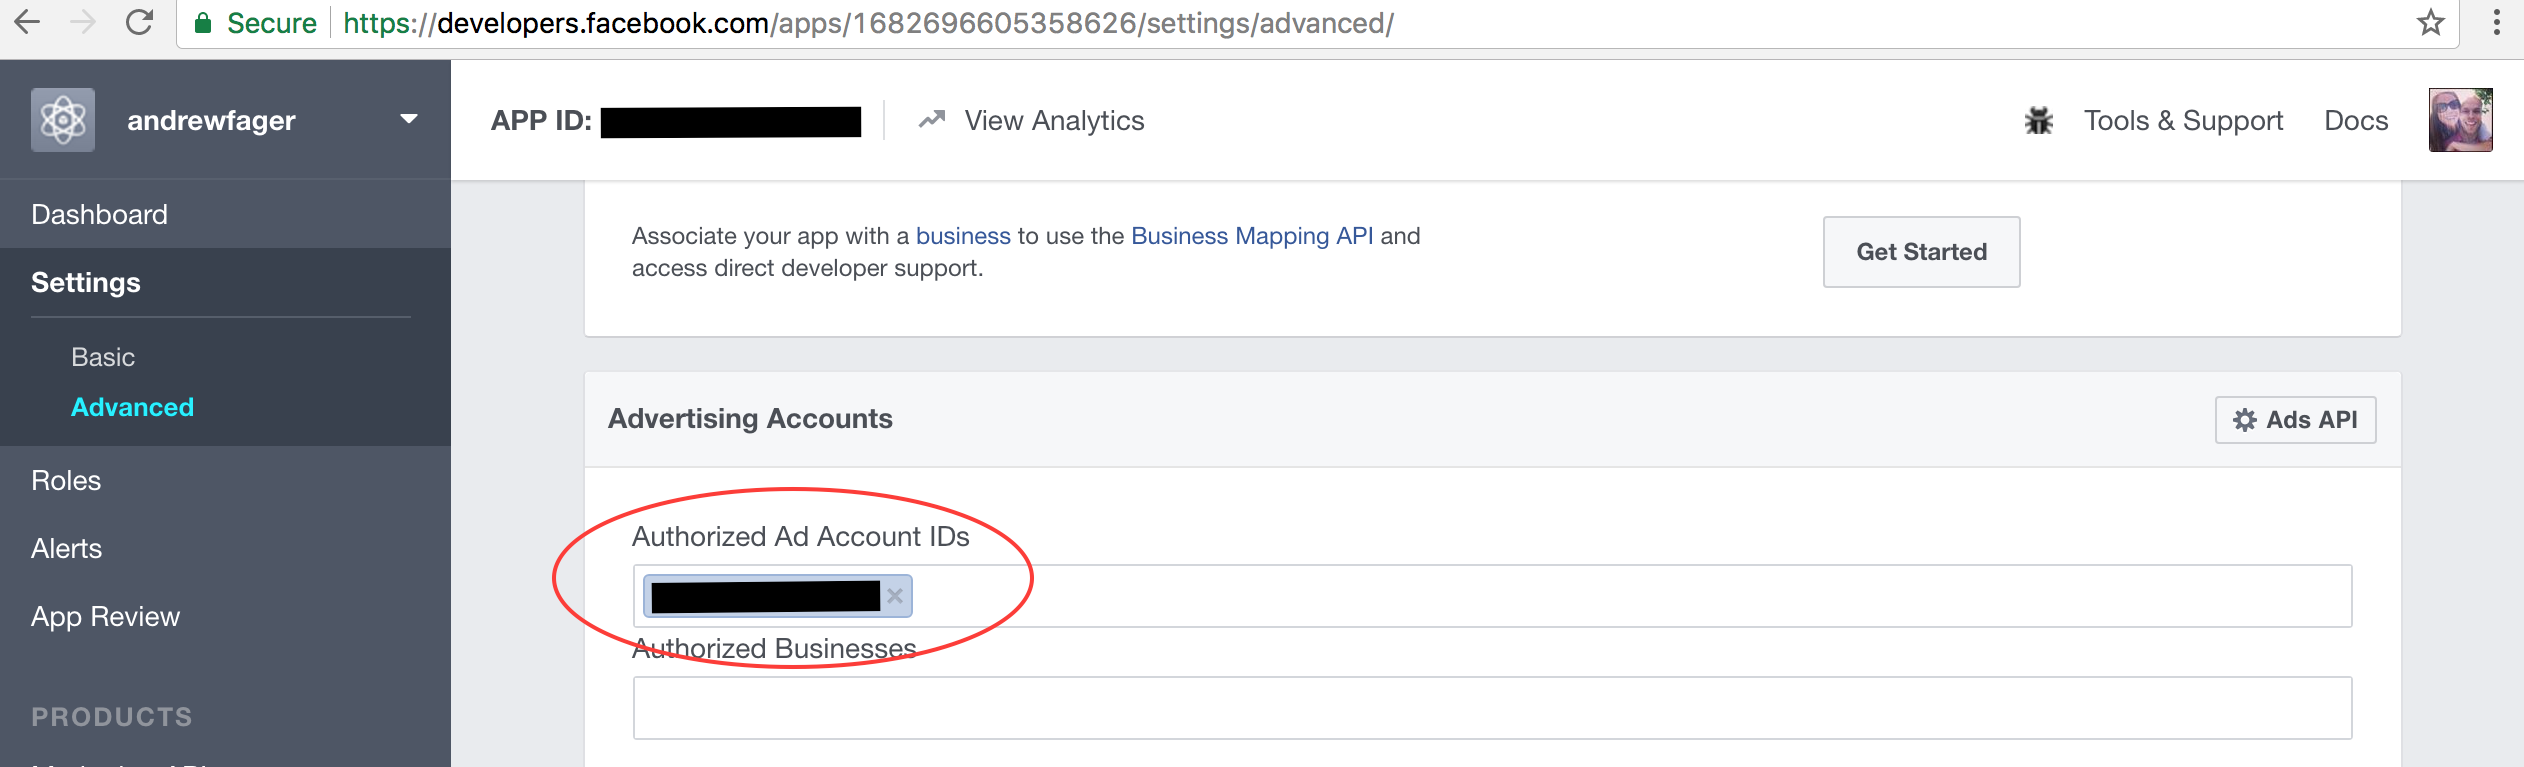 Secure https://developers.facebook.com/apps/1682696605358626/settings/advanced/
andrewfager
APP ID:
View Analytics
Tools & Support
Docs
Dashboard
Settings
Basic
Advanced
Roles
Alerts
App Review
PRODUCTS
Associate your app with a business to use the Business Mapping API and
access direct developer support.
Get Started
Advertising Accounts
Ads API
Authorized Ad Account IDs
Authorized Businesses